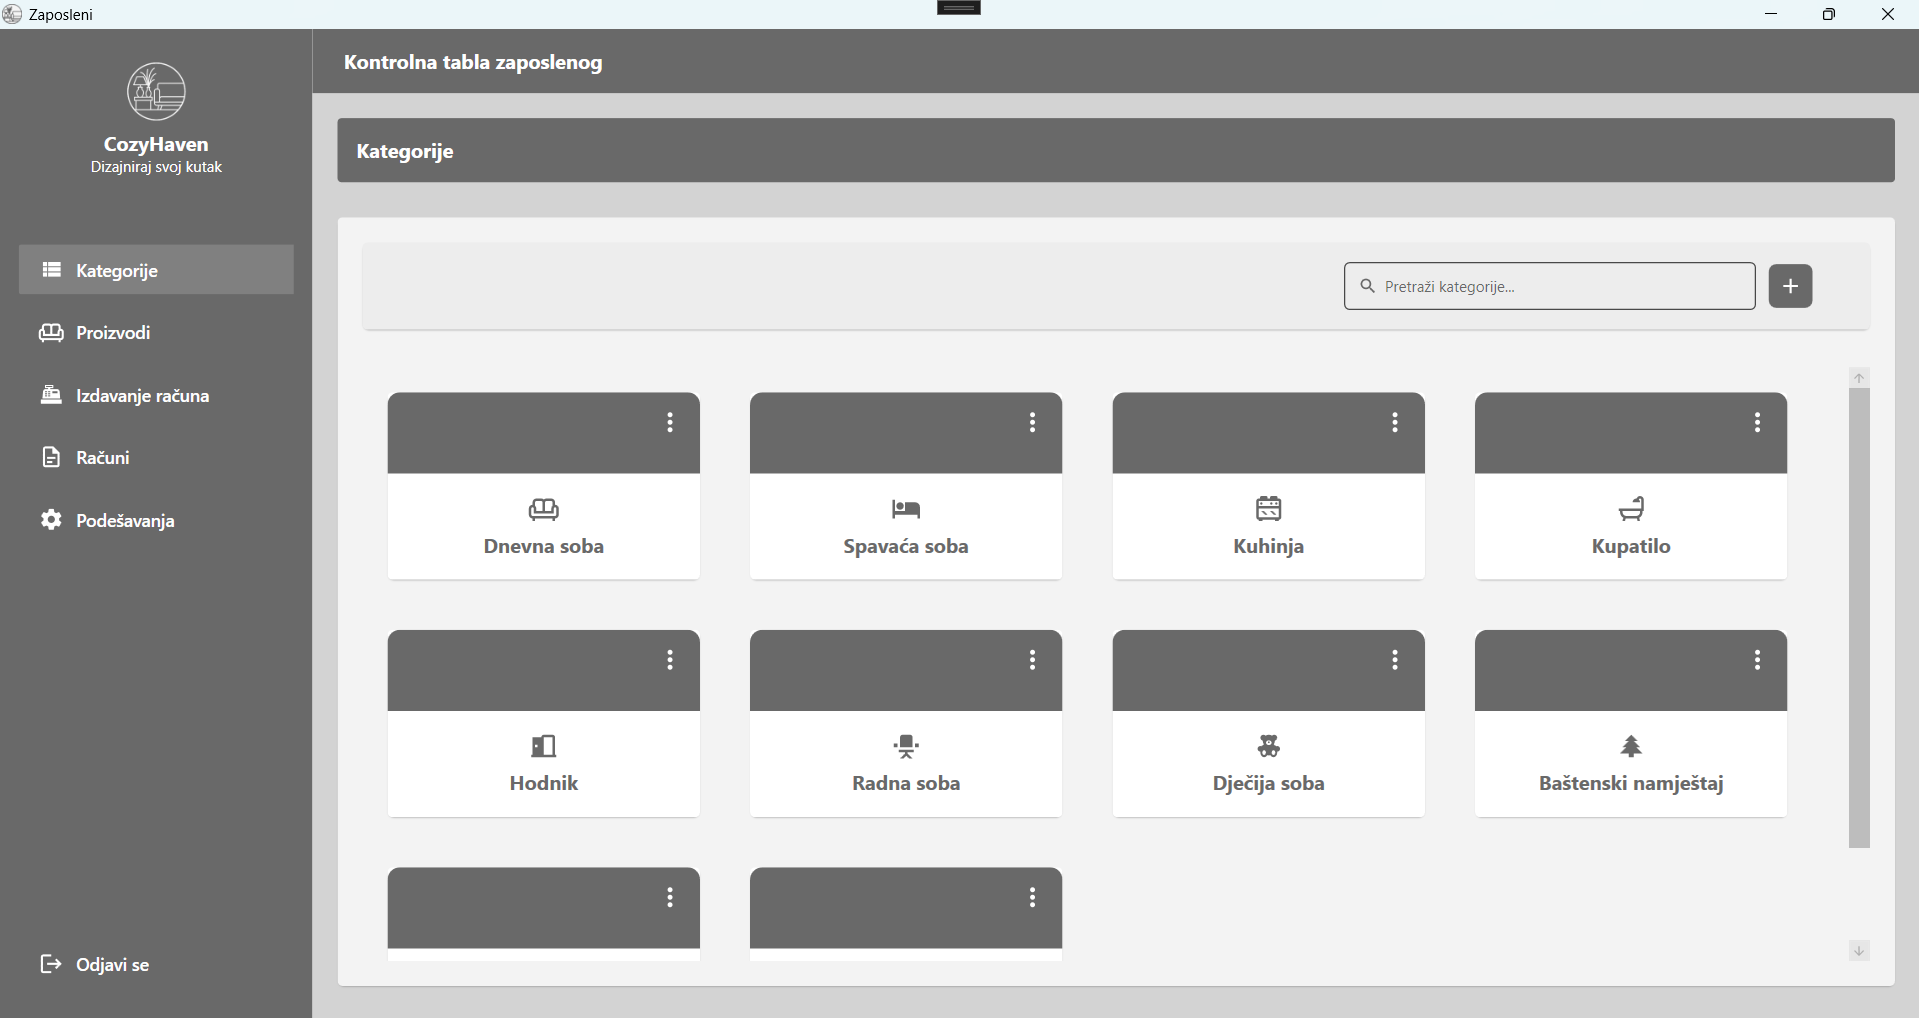 Zaposleni
CozyHaven
Dizajniraj svoj kutak
Kategorije
Proizvodi
Izdavanje računa
Računi
Podešavanja
Odjavi se
Kontrolna tabla zaposlenog
Kategorije
Pretraži kategorije...
Dnevna soba
Spavaća soba
Kuhinja
Kupatilo
Hodnik
Radna soba
Dječija soba
Baštenski namještaj